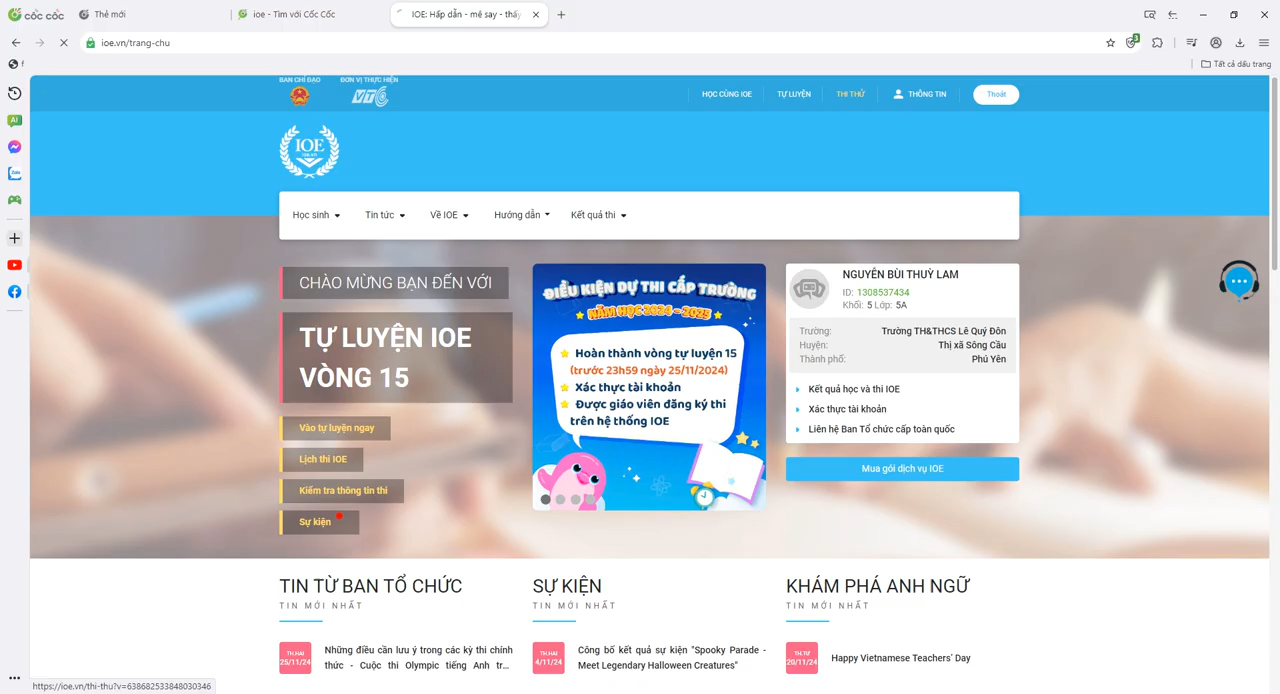 cốc cốc
Thẻ mới
ioe - Tìm với Cốc Cốc
IOE: Hấp dẫn - mê say - thấy
ioe.vn/trang-chu
3
f
Tất cả dấu trang
BAN CHỈ ĐẠO
ĐƠN VỊ THỰC HIỆN
VTC
HỌC CÙNG IOE
TỰ LUYỆN
THI THỬ
THÔNG TIN
Thoát
AI
IOE
Học sinh
Tin tức
Về IOE
Hướng dẫn
Kết quả thi
CHÀO MỪNG BẠN ĐẾN VỚI
TỰ LUYỆN IOE
VÒNG 15
Vào tự luyện ngay
Lịch thi IOE
Kiểm tra thông tin thi
Sự kiện
ĐIỀU KIỆN DỰ THI CẤP TRƯỜNG
NĂM HỌC 2024 - 2025
Hoàn thành vòng tự luyện 15
(trước 23h59 ngày 25/11/2024)
Xác thực tài khoản
Được giáo viên đăng ký thi
trên hệ thống IOE
NGUYỄN BÙI THUỲ LAM
ID: 1308537434
Khối: 5 Lớp: 5A
Trường: Trường TH&THCS Lê Quý Đôn
Huyện: Thị xã Sông Cầu
Thành phố: Phú Yên
Kết quả học và thi IOE
Xác thực tài khoản
Liên hệ Ban Tổ chức cấp toàn quốc
Mua gói dịch vụ IOE
TIN TỪ BAN TỔ CHỨC
TIN MỚI NHẤT
TH.HAI
25/11/24
Những điều cần lưu ý trong các kỳ thi chính
thức - Cuộc thi Olympic tiếng Anh tr...
SỰ KIỆN
TIN MỚI NHẤT
TH.HAI
4/11/24
Công bố kết quả sự kiện "Spooky Parade -
Meet Legendary Halloween Creatures"
KHÁM PHÁ ANH NGỮ
TIN MỚI NHẤT
TH.TƯ
20/11/24
Happy Vietnamese Teachers' Day
https://ioe.vn/thi-thu?v=638682533848030346